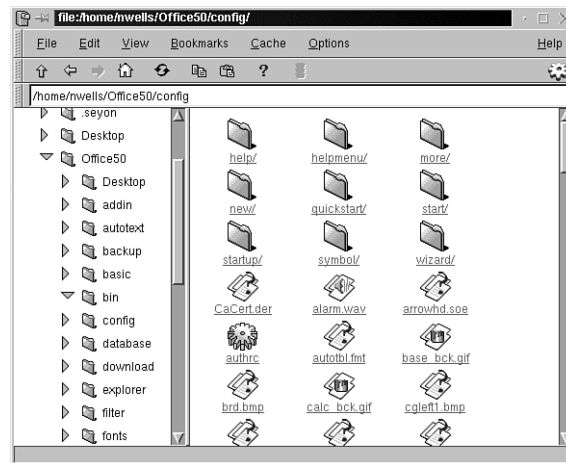 file:/home/nwells/Office50/config/
File Edit View Bookmarks Cache Options Help
?
/home/nwells/Office50/config
.seyon
Desktop
Office50
Desktop
addin
autotext
backup
basic
bin
config
database
download
explorer
filter
fonts
help/ helpmenu/ more/
new/ quickstart/ start/
startup/ symbol/ wizard/
CaCert.der alarm.wav arrowhd.soe
authrc autotbl.fmt base_bck.gif
brd.bmp calc_bck.gif cgleft1.bmp